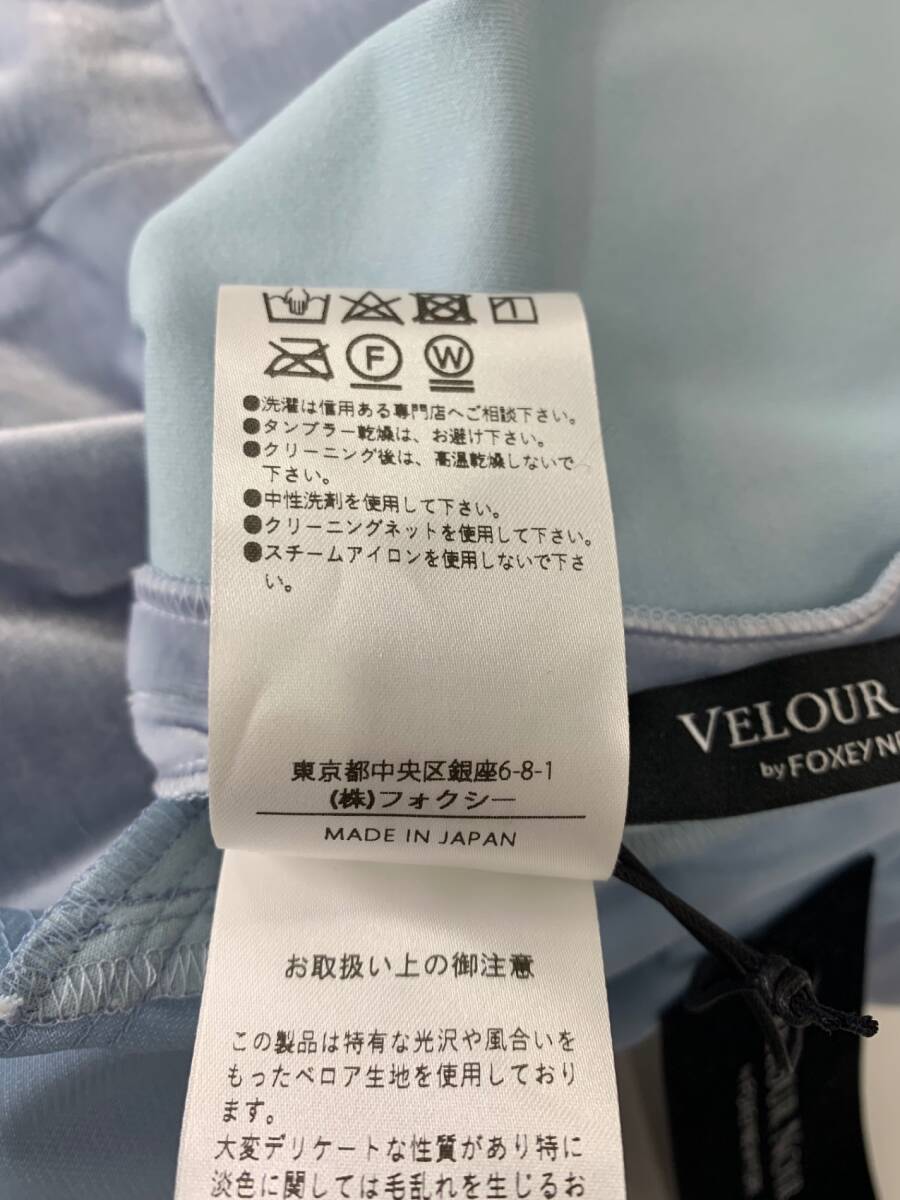 F W
●洗濯は信用ある専門店へご相談下さい。
●タンブラー乾燥は、お避け下さい。
●クリーニング後は、高温乾燥しないで
下さい。
●中性洗剤を使用して下さい。
●クリーニングネットを使用して下さい。
●スチームアイロンを使用しないで下さ
い。
東京都中央区銀座6-8-1
(株)フォクシー
MADE IN JAPAN
VELOUR
by FOXEY
お取扱い上の御注意
この製品は特有な光沢や風合いを
もったベロア生地を使用しており
ます。
大変デリケートな性質があり特に
淡色に関しては毛乱れを生じるお